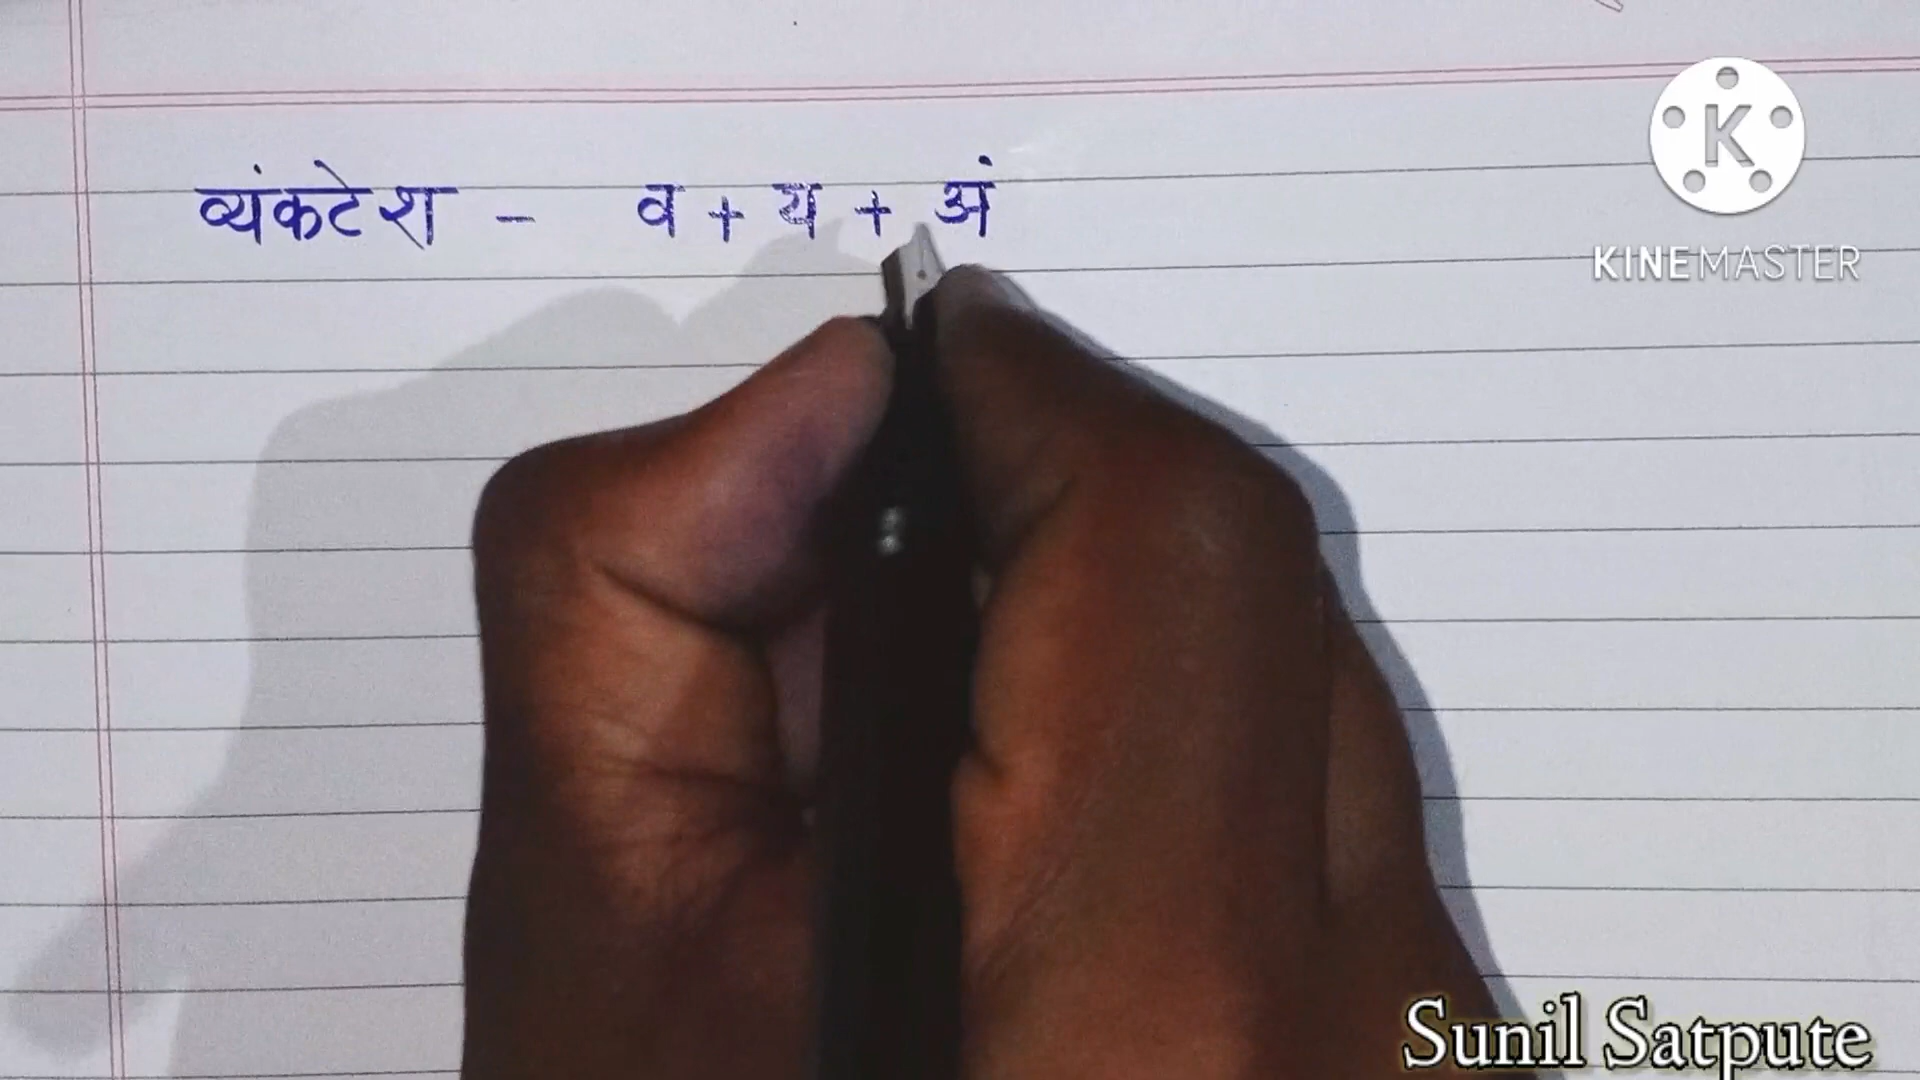 व्यंकटेश - व + य + अं
K
KINEMASTER
Sunil Satpute